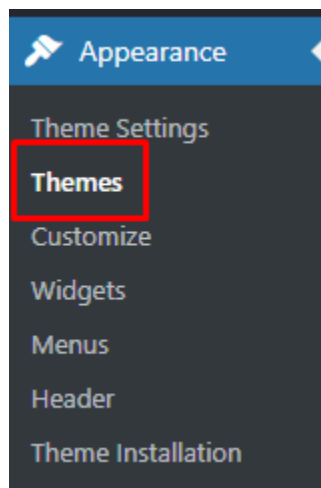 Appearance
Theme Settings
Themes
Customize
Widgets
Menus
Header
Theme Installation